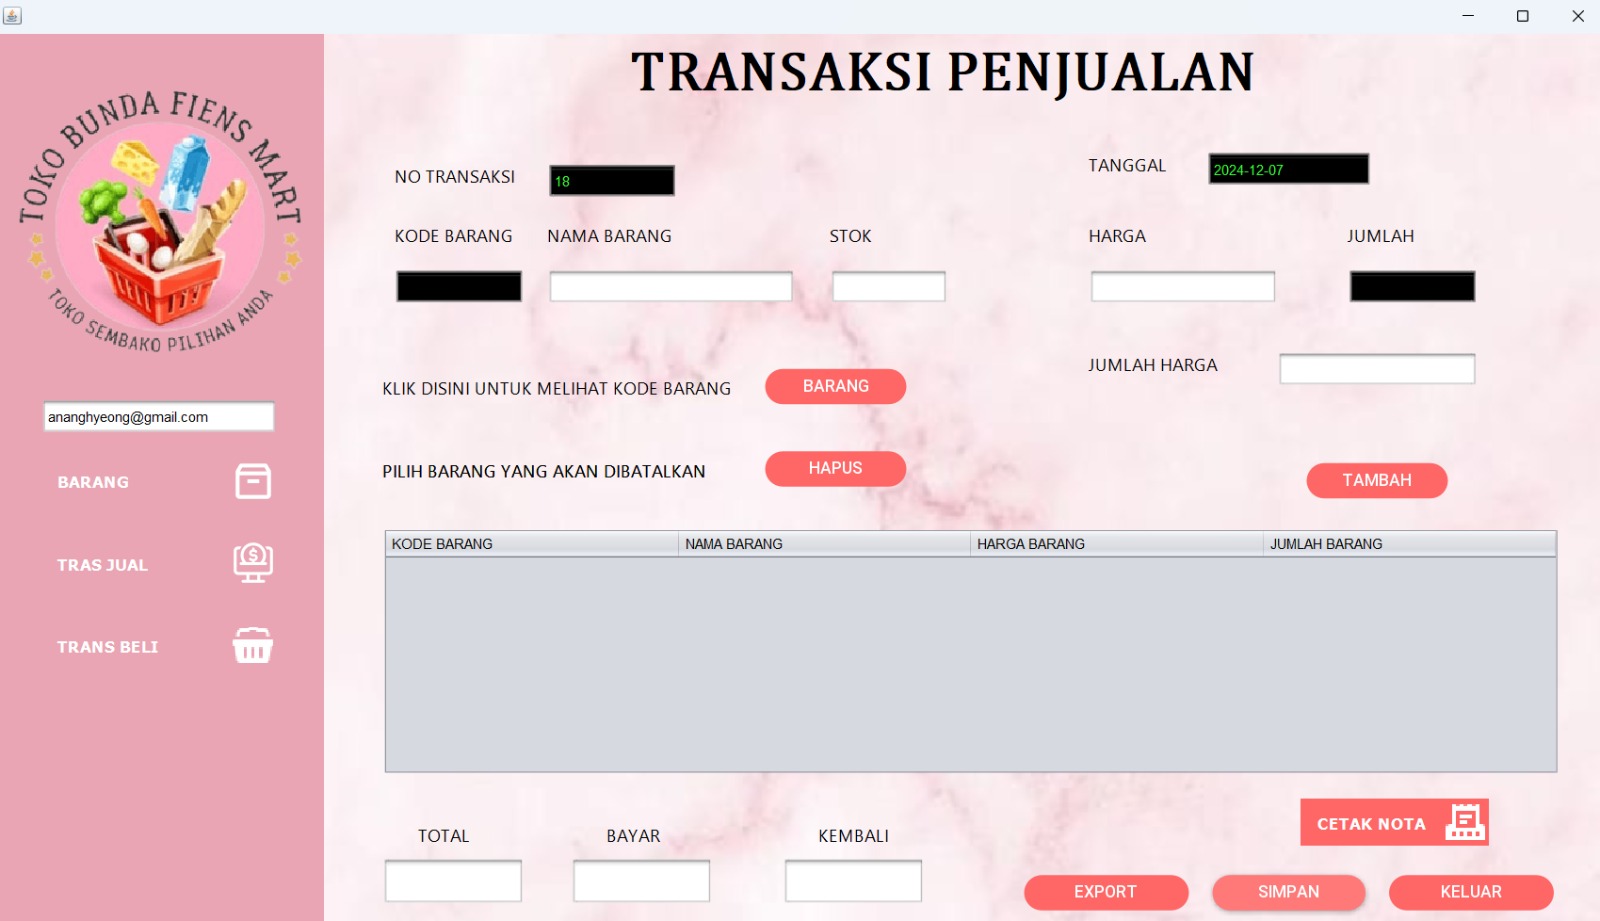 TOKO BUNDA FIENS MART
TOKO SEMBAKO PILIHAN ANDA
ananghyeong@gmail.com
BARANG
TRAS JUAL
TRANS BELI
TRANSAKSI PENJUALAN
NO TRANSAKSI 18
TANGGAL 2024-12-07
KODE BARANG NAMA BARANG STOK HARGA JUMLAH
JUMLAH HARGA
KLIK DISINI UNTUK MELIHAT KODE BARANG BARANG
PILIH BARANG YANG AKAN DIBATALKAN HAPUS
TAMBAH
KODE BARANG NAMA BARANG HARGA BARANG JUMLAH BARANG
CETAK NOTA
TOTAL BAYAR KEMBALI
EXPORT SIMPAN KELUAR